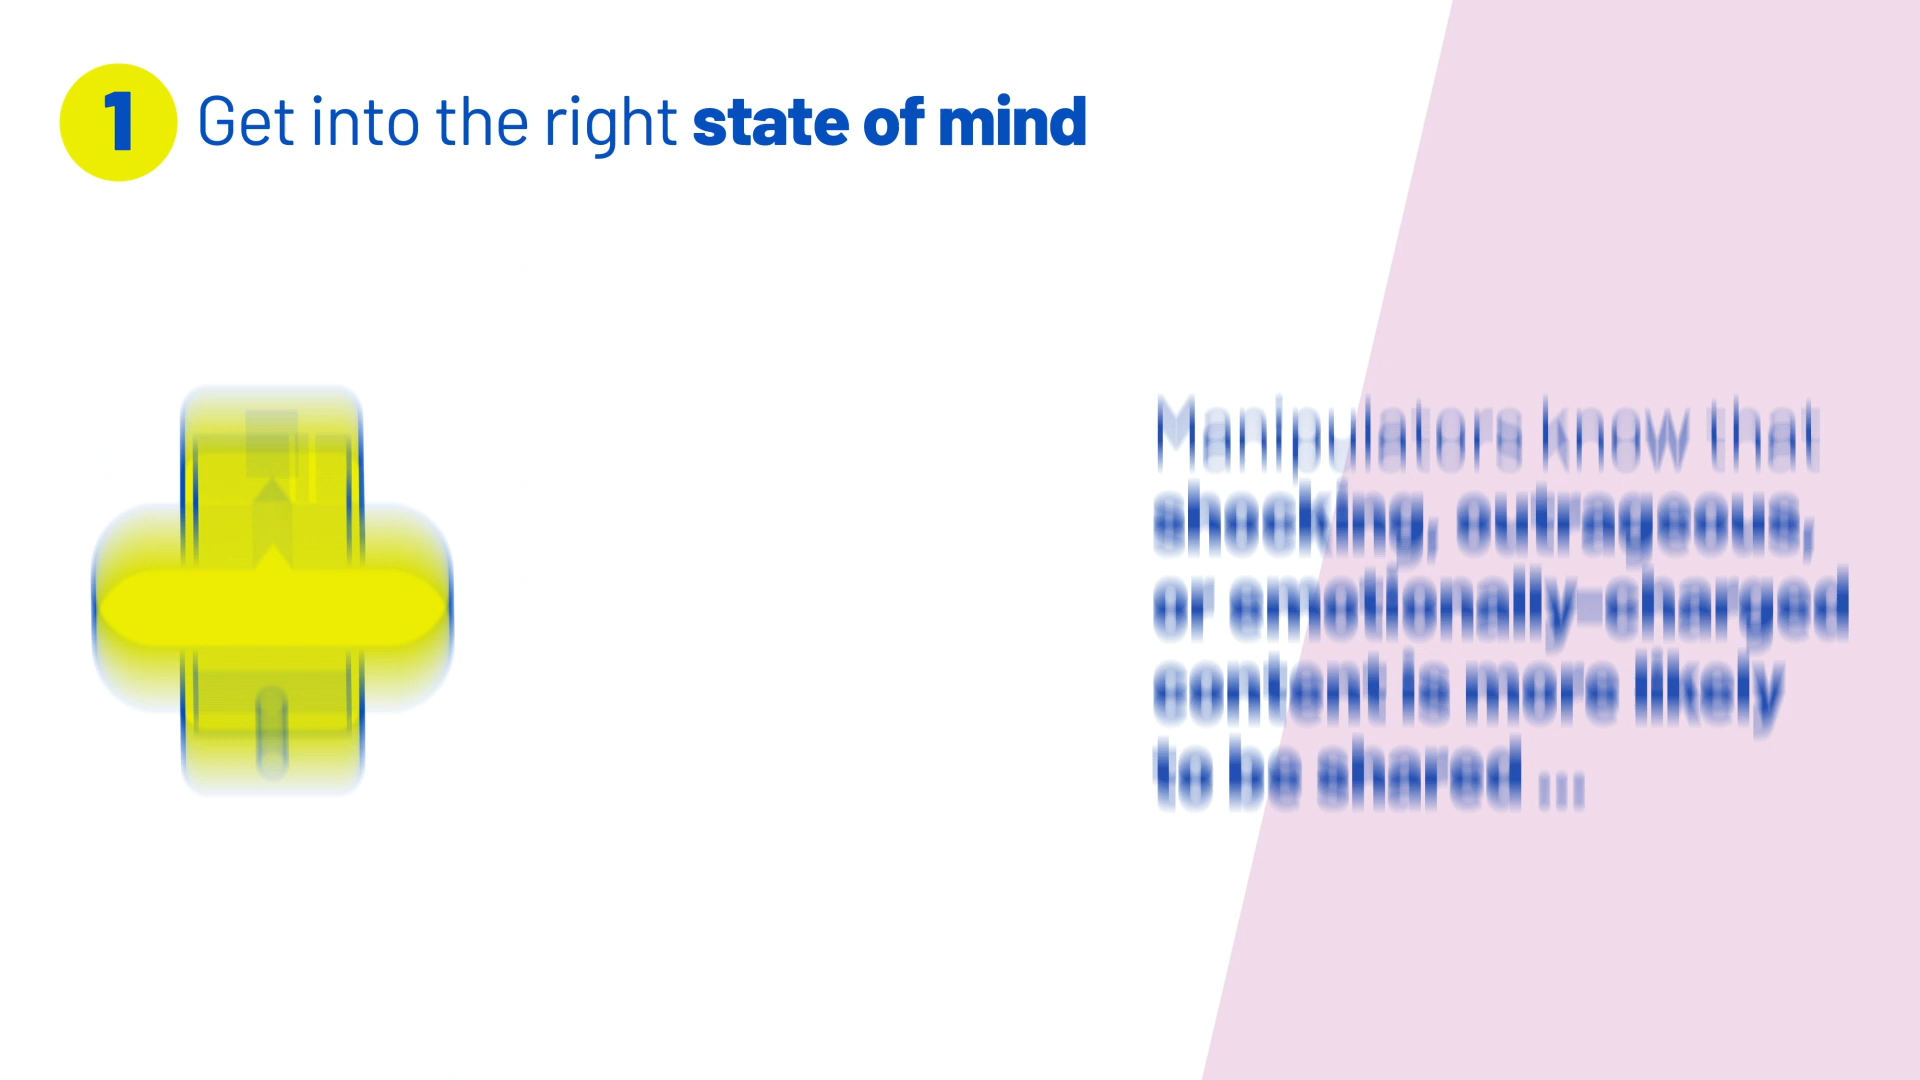 1 Get into the right state of mind
Manipulators know that
shocking, outrageous,
or emotionally-charged
content is more likely
to be shared ...